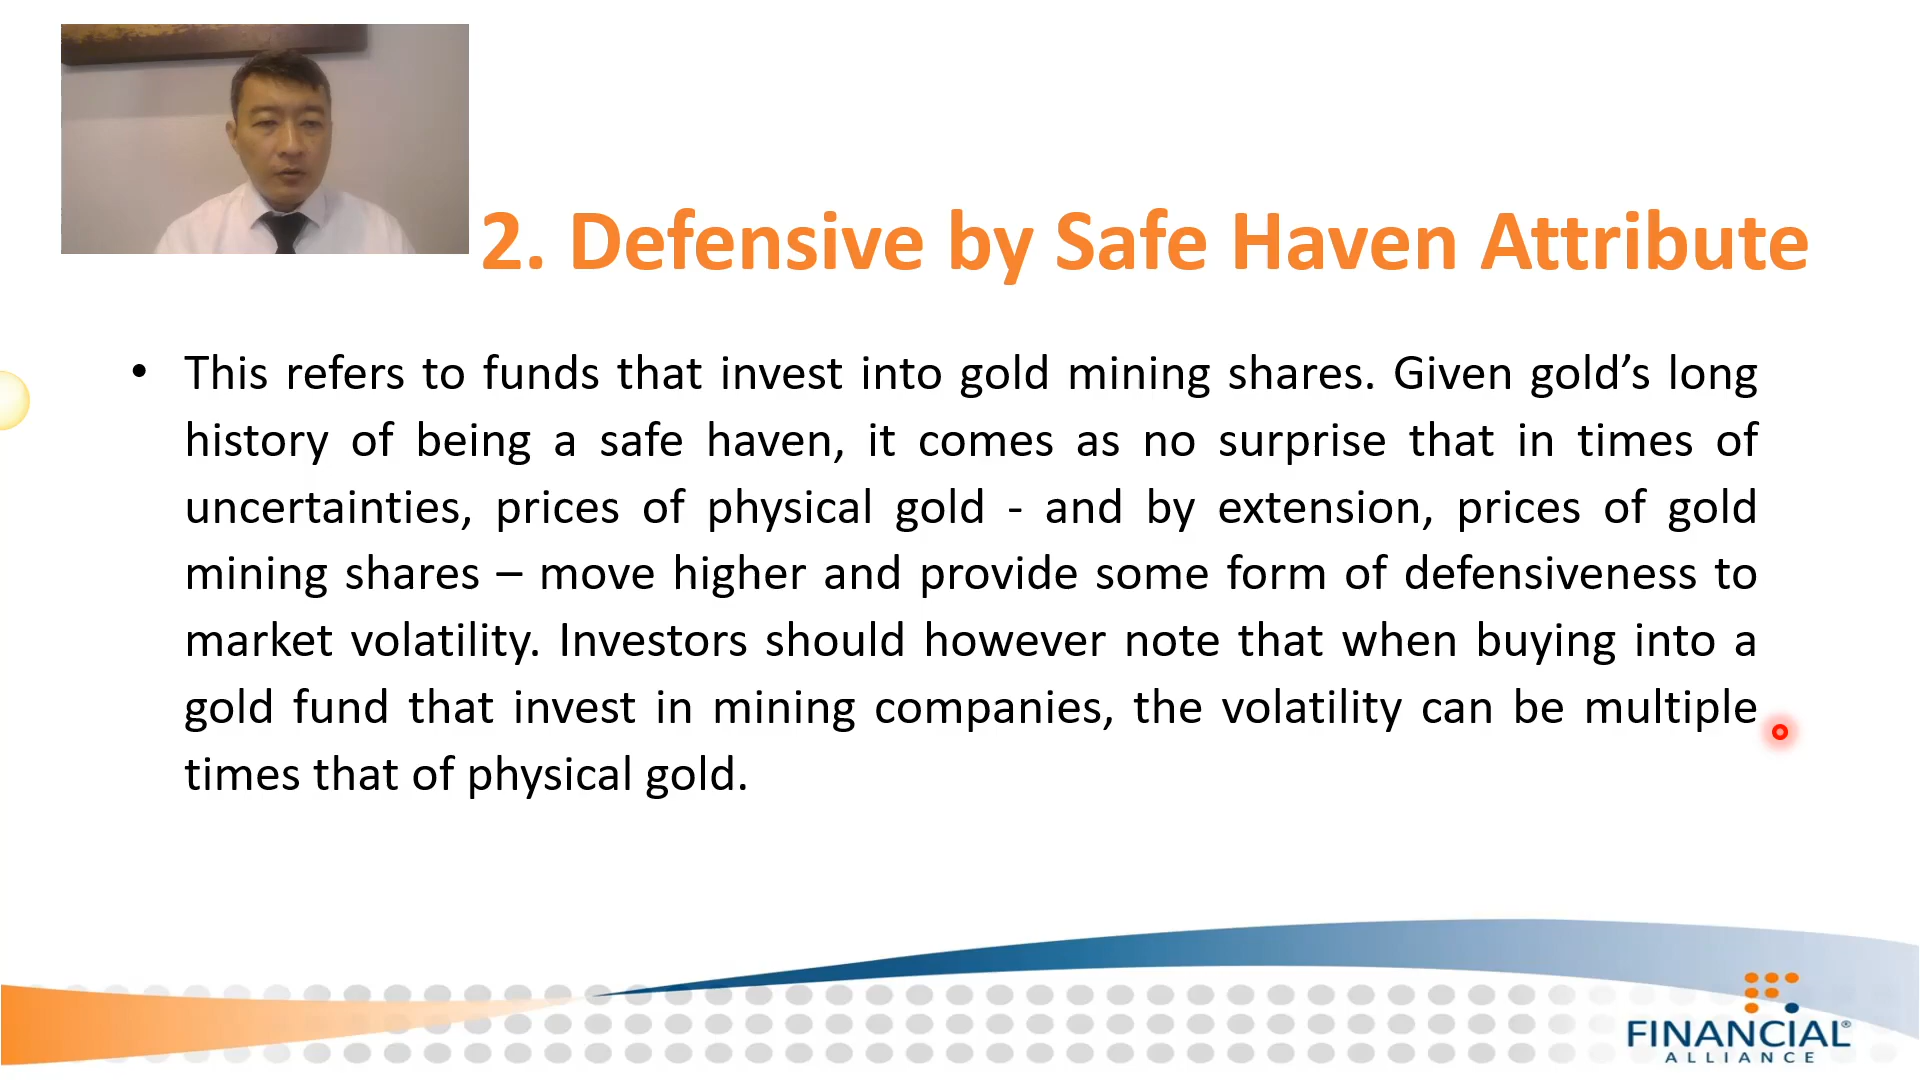 2. Defensive by Safe Haven Attribute
• This refers to funds that invest into gold mining shares. Given gold’s long
history of being a safe haven, it comes as no surprise that in times of
uncertainties, prices of physical gold - and by extension, prices of gold
mining shares – move higher and provide some form of defensiveness to
market volatility. Investors should however note that when buying into a
gold fund that invest in mining companies, the volatility can be multiple
times that of physical gold.
FINANCIAL®
ALLIANCE